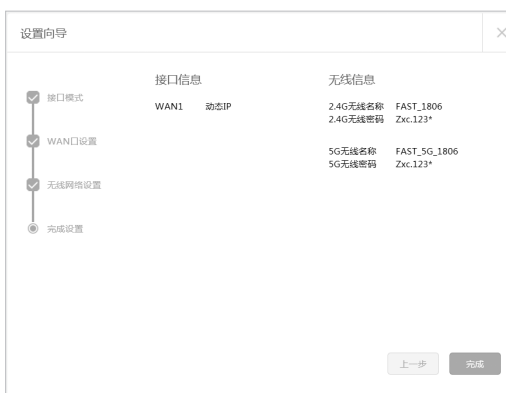 设置向导
接口模式
WAN口设置
无线网络设置
完成设置
接口信息
WAN1 动态IP
无线信息
2.4G无线名称 FAST_1806
2.4G无线密码 Zxc.123*
5G无线名称 FAST_5G_1806
5G无线密码 Zxc.123*
上一步 完成